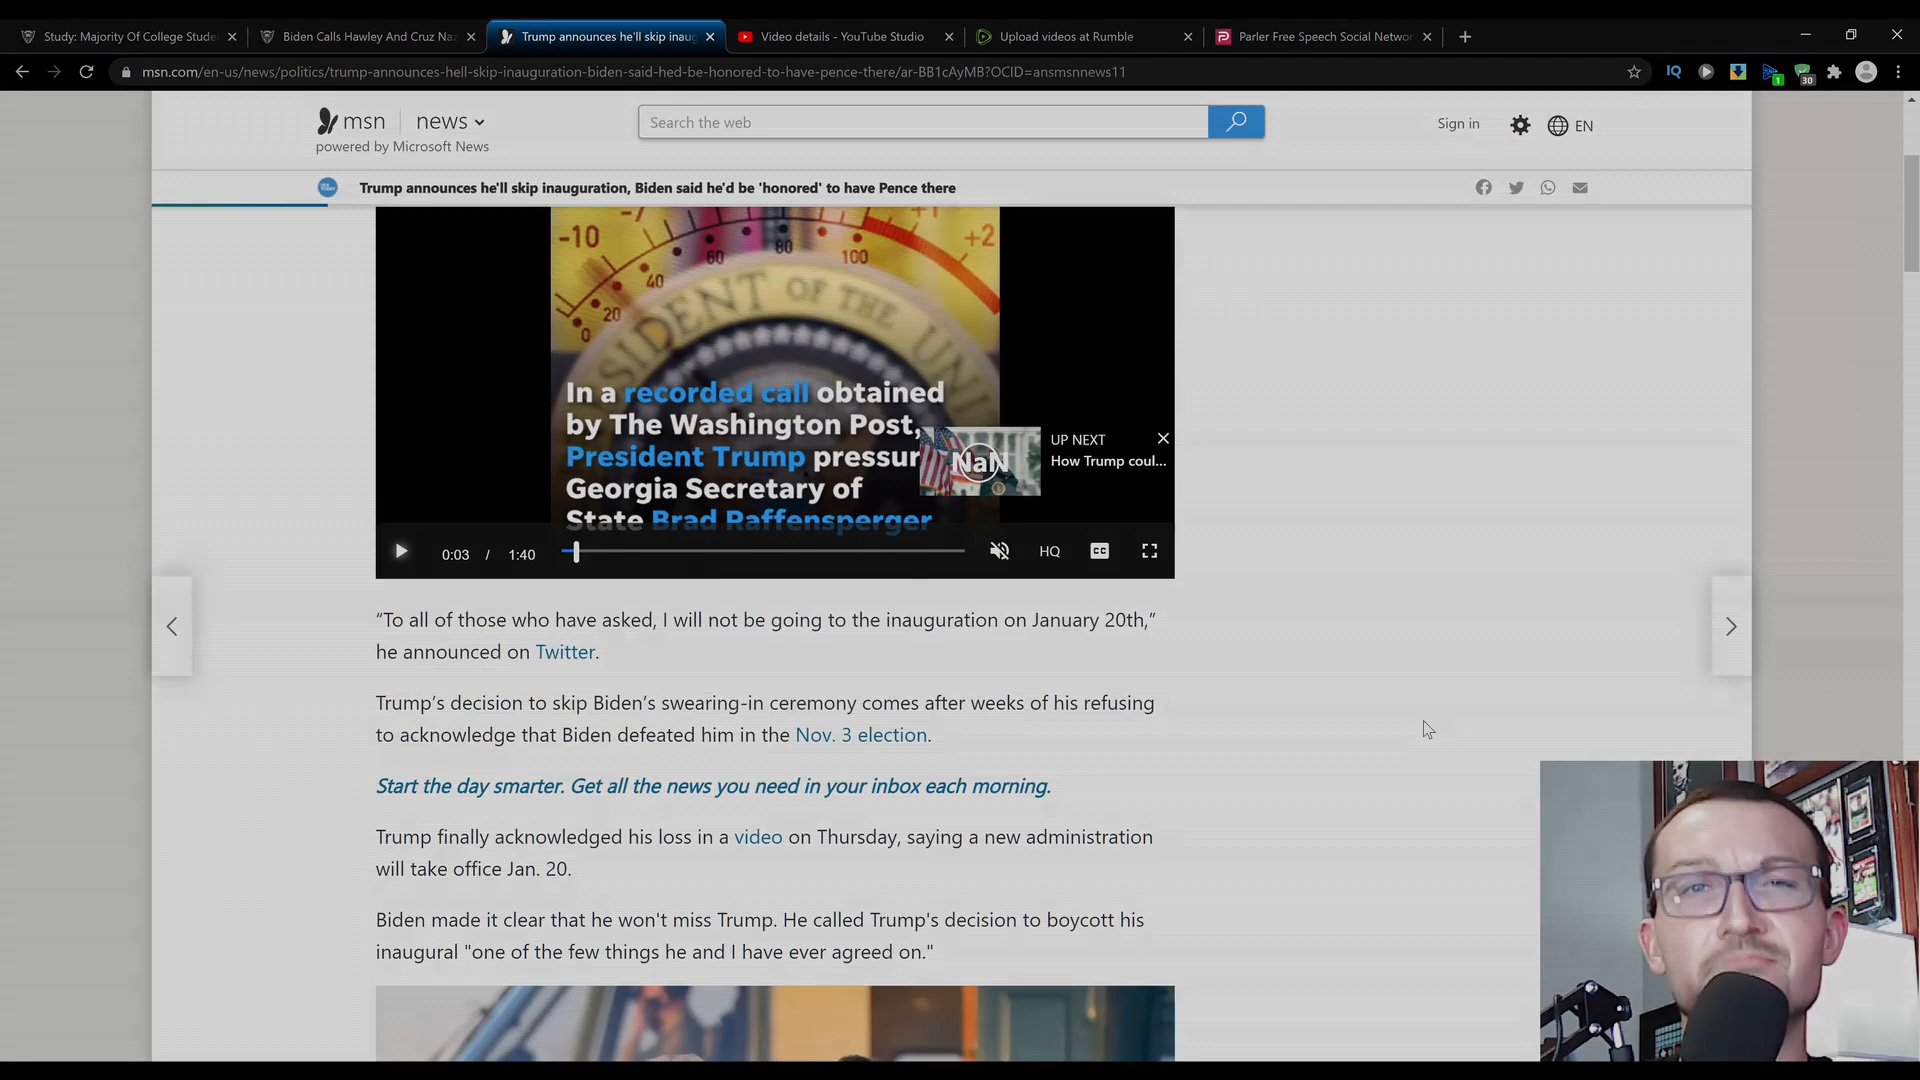 Study: Majority Of College Stude
Biden Calls Hawley And Cruz Naz
Trump announces he'll skip inaug
Video details - YouTube Studio
Upload videos at Rumble
Parler Free Speech Social Networ
msn.com/en-us/news/politics/trump-announces-hell-skip-inauguration-biden-said-hed-be-honored-to-have-pence-there/ar-BB1cAyMB?OCID=ansmsnnews11
IQ
1
30
msn
news
powered by Microsoft News
Search the web
Sign in
EN
USA TODAY
Trump announces he'll skip inauguration, Biden said he'd be 'honored' to have Pence there
-10
-7
+1
+2
0
20
40
60
80
100
SIDENT OF THE UNI
In a recorded call obtained
by The Washington Post,
President Trump pressur
Georgia Secretary of
State Brad Raffensperger
NaN
UP NEXT
How Trump coul...
0:03 / 1:40
HQ
CC
“To all of those who have asked, I will not be going to the inauguration on January 20th,”
he announced on Twitter.
Trump’s decision to skip Biden’s swearing-in ceremony comes after weeks of his refusing
to acknowledge that Biden defeated him in the Nov. 3 election.
Start the day smarter. Get all the news you need in your inbox each morning.
Trump finally acknowledged his loss in a video on Thursday, saying a new administration
will take office Jan. 20.
Biden made it clear that he won't miss Trump. He called Trump's decision to boycott his
inaugural "one of the few things he and I have ever agreed on."